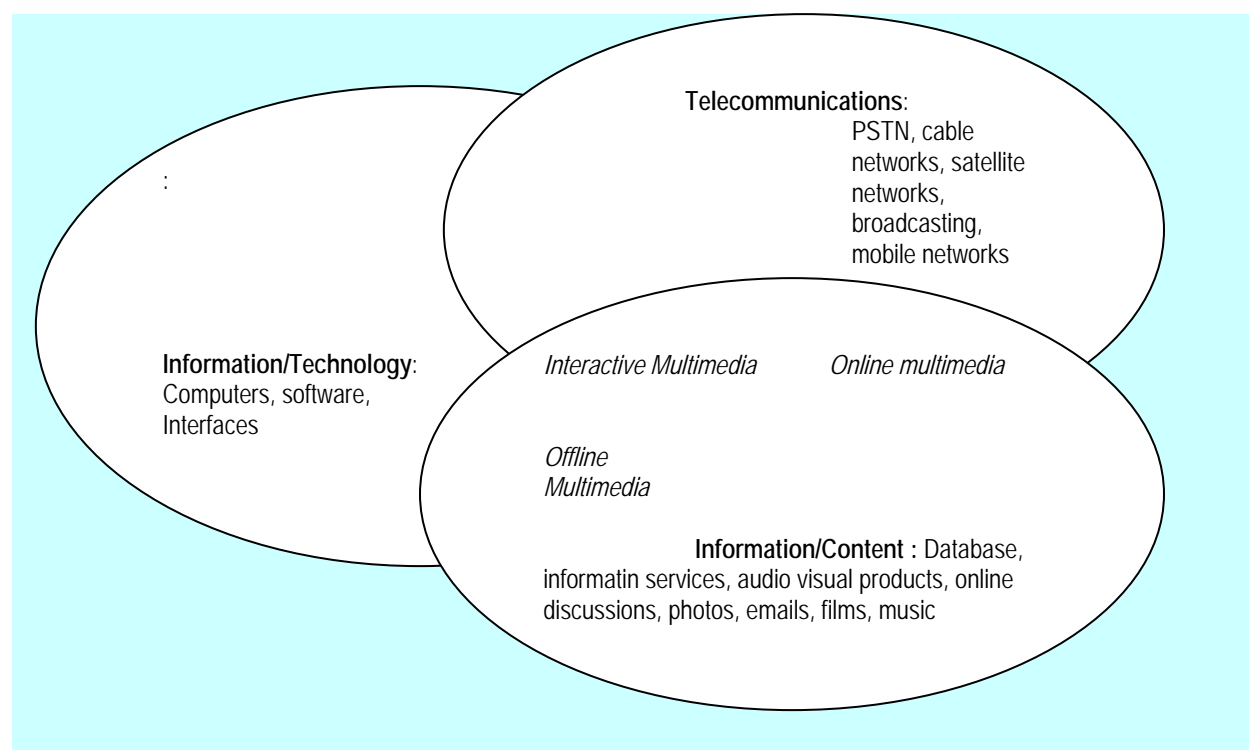 Telecommunications:
PSTN, cable
networks, satellite
networks,
broadcasting,
mobile networks
:
Information/Technology:
Computers, software,
Interfaces
Interactive Multimedia
Online multimedia
Offline
Multimedia
Information/Content : Database,
informatin services, audio visual products, online
discussions, photos, emails, films, music